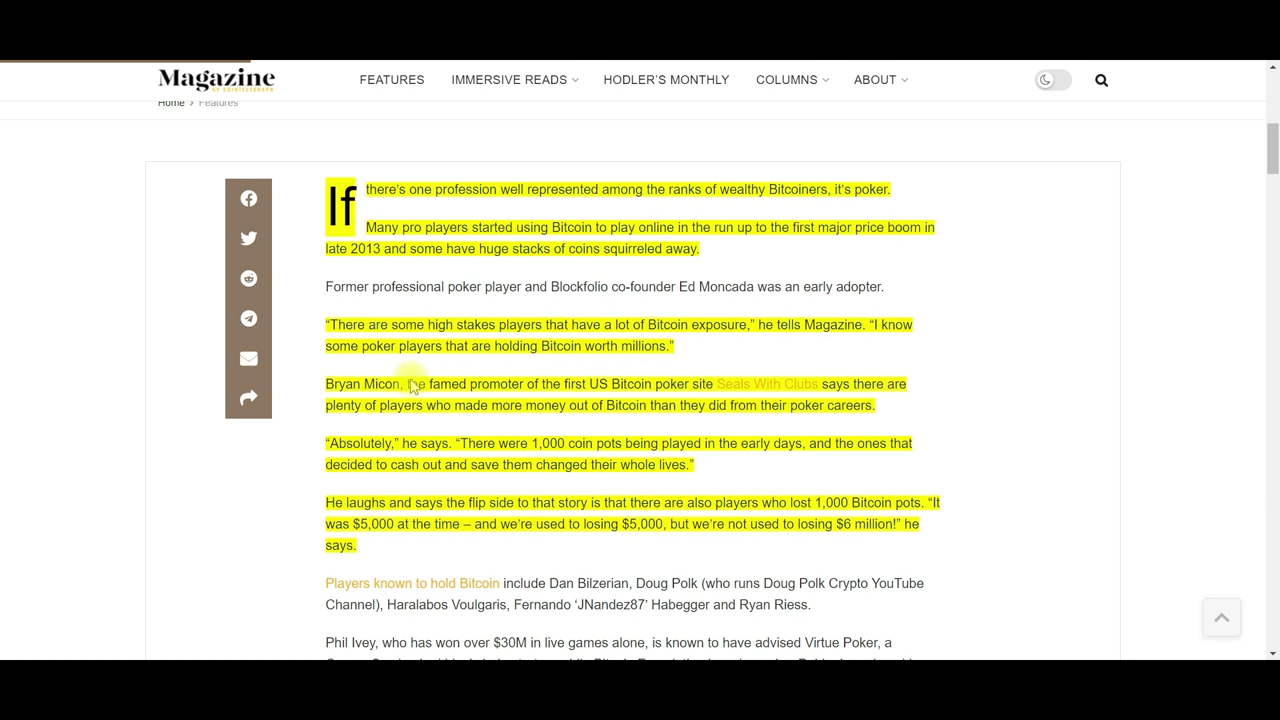 Magazine
BY COINTELEGRAPH
FEATURES
IMMERSIVE READS
HODLER'S MONTHLY
COLUMNS
ABOUT
Home > Features
If there's one profession well represented among the ranks of wealthy Bitcoiners, it's poker.
Many pro players started using Bitcoin to play online in the run up to the first major price boom in
late 2013 and some have huge stacks of coins squirreled away.
Former professional poker player and Blockfolio co-founder Ed Moncada was an early adopter.
“There are some high stakes players that have a lot of Bitcoin exposure,” he tells Magazine. “I know
some poker players that are holding Bitcoin worth millions.”
Bryan Micon, the famed promoter of the first US Bitcoin poker site Seals With Clubs says there are
plenty of players who made more money out of Bitcoin than they did from their poker careers.
“Absolutely,” he says. “There were 1,000 coin pots being played in the early days, and the ones that
decided to cash out and save them changed their whole lives.”
He laughs and says the flip side to that story is that there are also players who lost 1,000 Bitcoin pots. “It
was $5,000 at the time – and we're used to losing $5,000, but we're not used to losing $6 million!” he
says.
Players known to hold Bitcoin include Dan Bilzerian, Doug Polk (who runs Doug Polk Crypto YouTube
Channel), Haralabos Voulgaris, Fernando ‘JNandez87’ Habegger and Ryan Riess.
Phil Ivey, who has won over $30M in live games alone, is known to have advised Virtue Poker, a